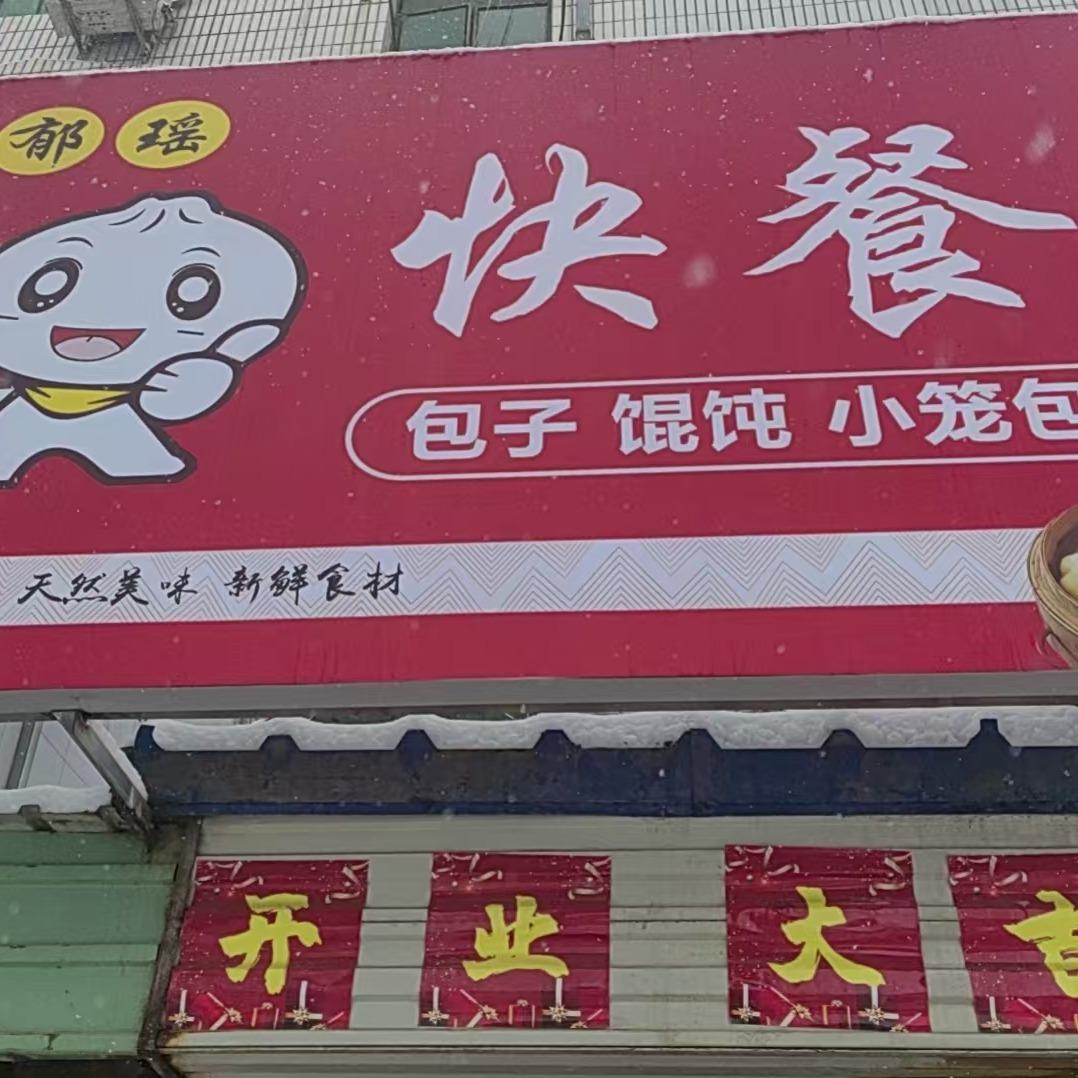 郁瑶
快餐
包子 馄饨 小笼包
天然美味 新鲜食材
开业大吉